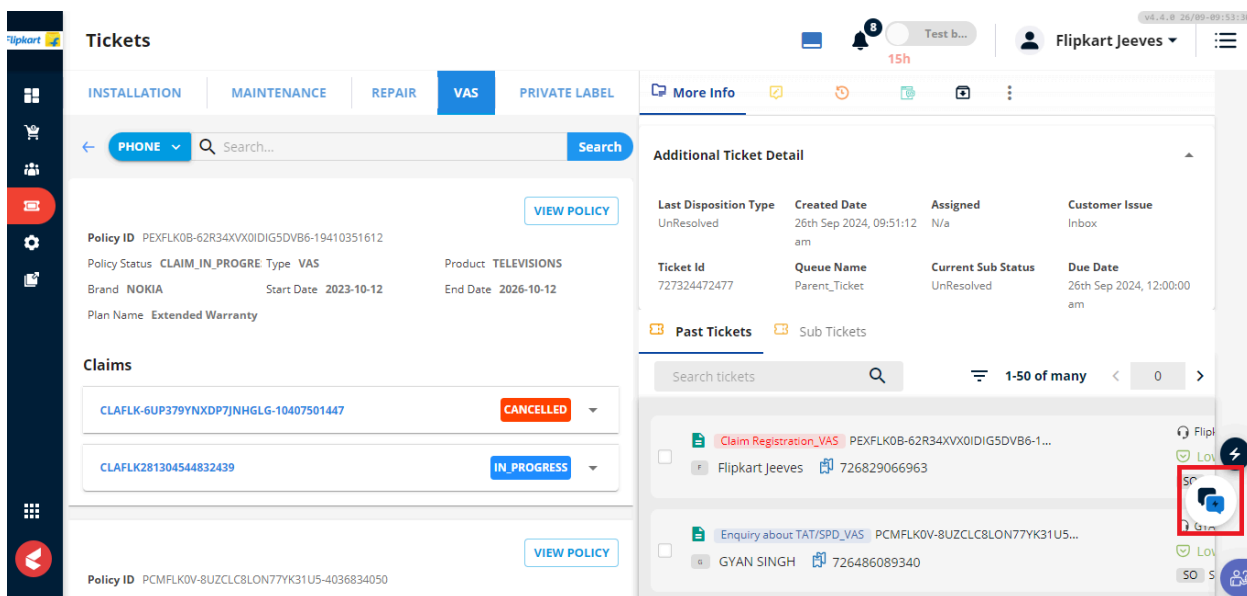 v4.4.0 26/09-09:53:3
Flipkart
Tickets
8
Test b...
15h
Flipkart Jeeves
INSTALLATION
MAINTENANCE
REPAIR
VAS
PRIVATE LABEL
More Info
PHONE
Search...
Search
Additional Ticket Detail
Last Disposition Type Created Date Assigned Customer Issue
UnResolved 26th Sep 2024, 09:51:12 am N/a Inbox
Ticket Id Queue Name Current Sub Status Due Date
727324472477 Parent_Ticket UnResolved 26th Sep 2024, 12:00:00 am
VIEW POLICY
Policy ID PEXFLK0B-62R34XVX0IDIG5DVB6-19410351612
Policy Status CLAIM_IN_PROGRE Type VAS Product TELEVISIONS
Brand NOKIA Start Date 2023-10-12 End Date 2026-10-12
Plan Name Extended Warranty
Claims
CLAFLK-6UP379YNXDP7JNHGLG-10407501447 CANCELLED
CLAFLK281304544832439 IN_PROGRESS
VIEW POLICY
Policy ID PCMFLK0V-8UZCLC8LON77YK31U5-4036834050
Past Tickets
Sub Tickets
Search tickets
1-50 of many
0
Claim Registration_VAS PEXFLK0B-62R34XVX0IDIG5DVB6-1...
F Flipkart Jeeves 726829066963
Flipk
Lo
SO
Enquiry about TAT/SPD_VAS PCMFLK0V-8UZCLC8LON77YK31U5...
G GYAN SINGH 726486089340
GYA
Lo
SO S